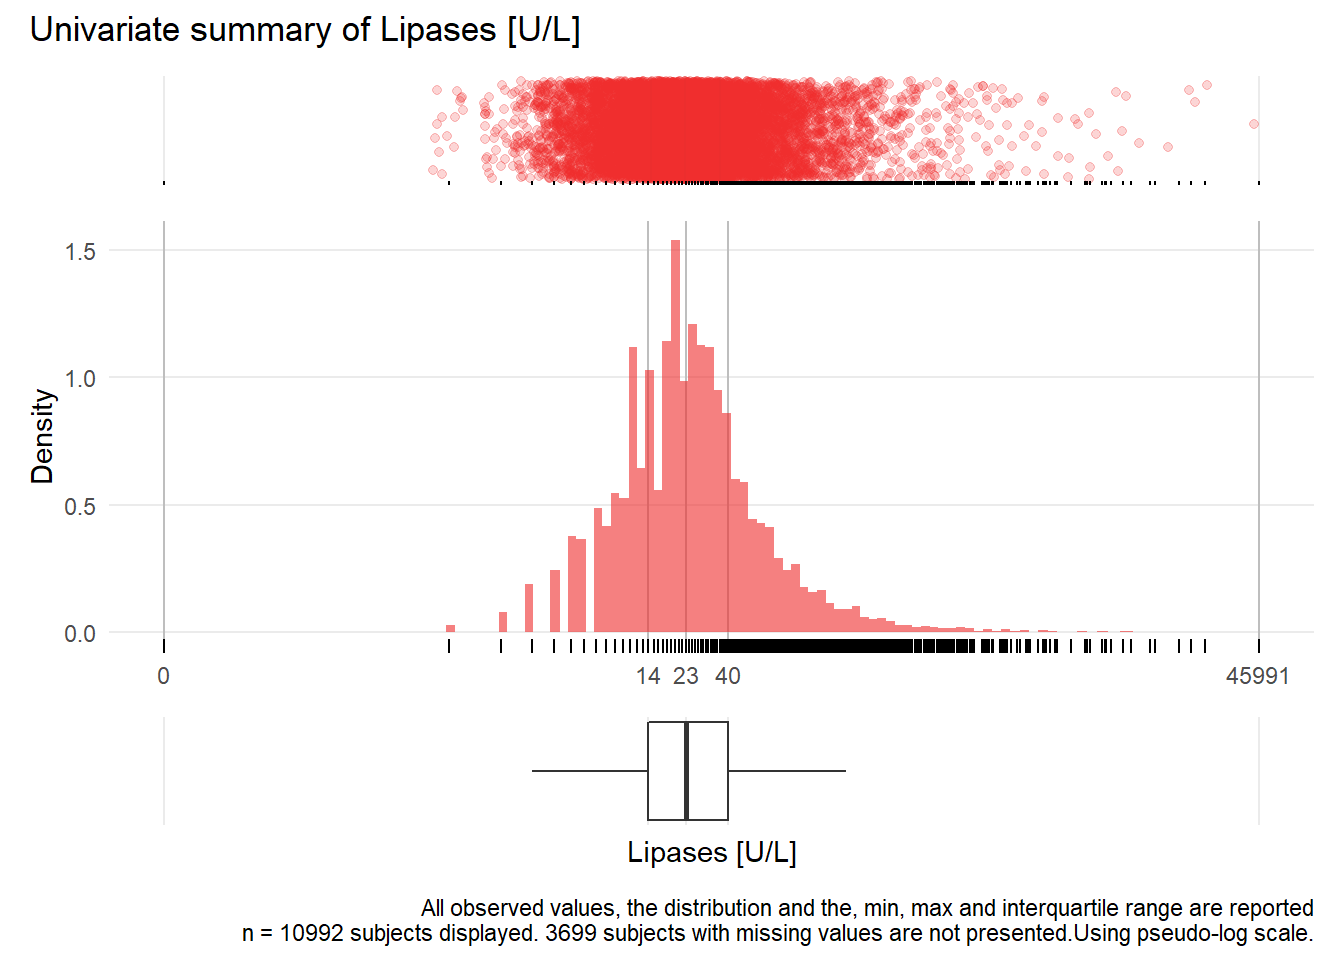 Univariate summary of Lipases [U/L]
1.5
1.0
0.5
0.0
Density
0 14 23 40 45991
Lipases [U/L]
All observed values, the distribution and the, min, max and interquartile range are reported
n = 10992 subjects displayed. 3699 subjects with missing values are not presented.Using pseudo-log scale.